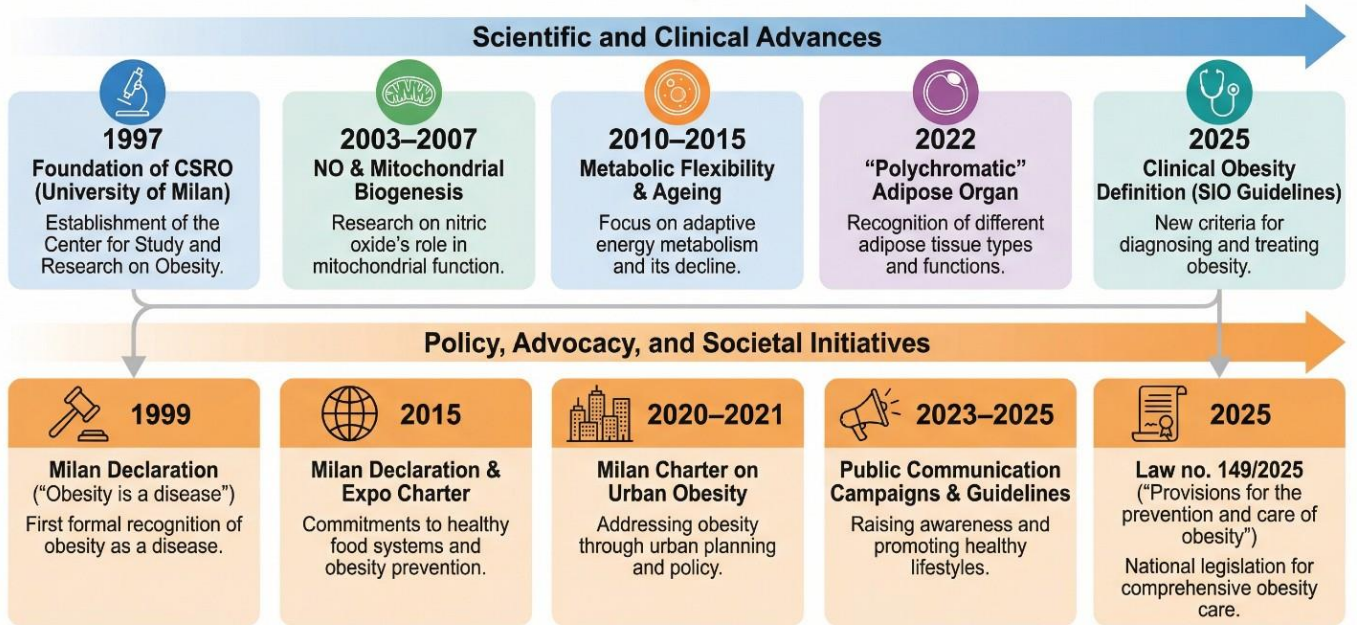 Scientific and Clinical Advances
1997
Foundation of CSRO
(University of Milan)
Establishment of the
Center for Study and
Research on Obesity.
2003–2007
NO & Mitochondrial
Biogenesis
Research on nitric
oxide’s role in
mitochondrial function.
2010–2015
Metabolic Flexibility
& Ageing
Focus on adaptive
energy metabolism
and its decline.
2022
“Polychromatic”
Adipose Organ
Recognition of different
adipose tissue types
and functions.
2025
Clinical Obesity
Definition (SIO Guidelines)
New criteria for
diagnosing and treating
obesity.
Policy, Advocacy, and Societal Initiatives
1999
Milan Declaration
(“Obesity is a disease”)
First formal recognition of
obesity as a disease.
2015
Milan Declaration &
Expo Charter
Commitments to healthy
food systems and
obesity prevention.
2020–2021
Milan Charter on
Urban Obesity
Addressing obesity
through urban planning
and policy.
2023–2025
Public Communication
Campaigns & Guidelines
Raising awareness and
promoting healthy
lifestyles.
2025
Law no. 149/2025
(“Provisions for the
prevention and care of
obesity”)
National legislation for
comprehensive obesity
care.